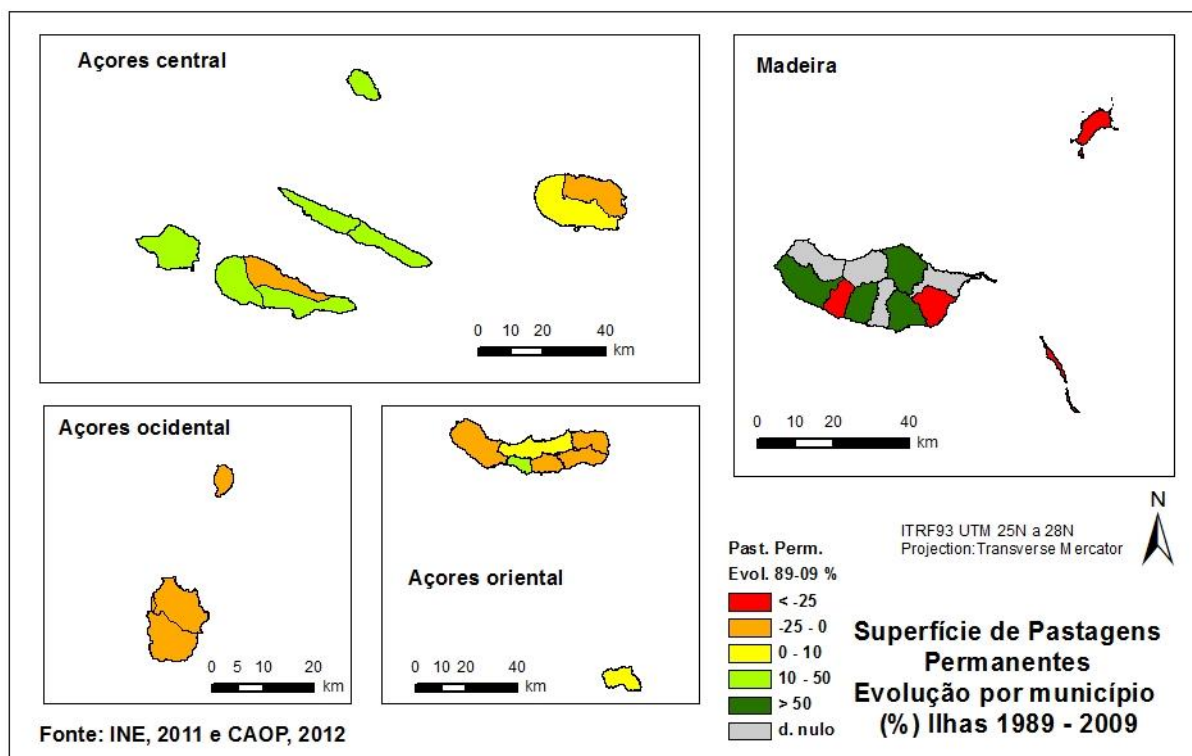 Açores central
0 10 20 40
km
Madeira
0 10 20 40
km
Açores ocidental
0 5 10 20
km
Açores oriental
0 10 20 40
km
N
ITRF93 UTM 25N a 28N
Projection:Transverse Mercator
Past. Perm.
Evol. 89-09 %
< -25
-25 - 0
0 - 10
10 - 50
> 50
d. nulo
Superfície de Pastagens
Permanentes
Evolução por município
(%) Ilhas 1989 - 2009
Fonte: INE, 2011 e CAOP, 2012